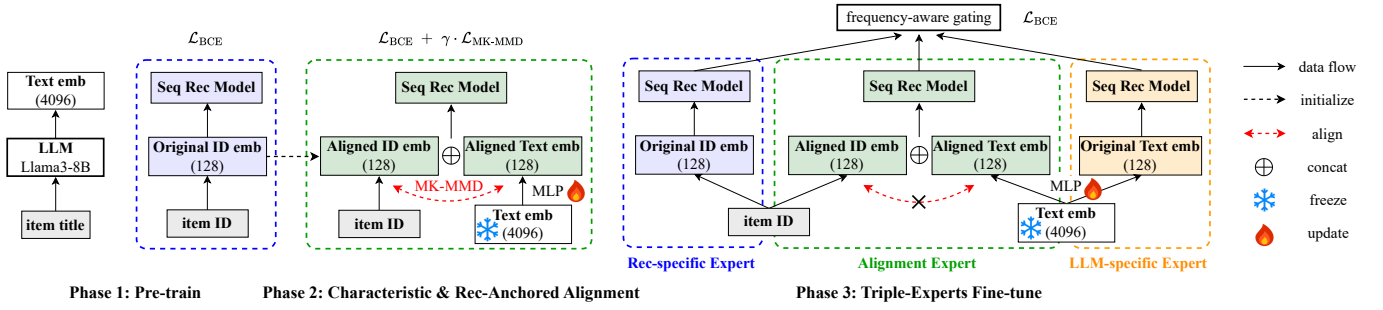 Text emb
(4096)
LLM
Llama3-8B
item title
ℒ_BCE
Seq Rec Model
Original ID emb
(128)
item ID
Phase 1: Pre-train
ℒ_BCE + γ · ℒ_MK-MMD
Seq Rec Model
Aligned ID emb
(128)
Aligned Text emb
(128)
MK-MMD
MLP
item ID
Text emb
(4096)
Phase 2: Characteristic & Rec-Anchored Alignment
frequency-aware gating
ℒ_BCE
Seq Rec Model
Original ID emb
(128)
Seq Rec Model
Aligned ID emb
(128)
Aligned Text emb
(128)
Seq Rec Model
Original Text emb
(128)
MLP
item ID
Text emb
(4096)
Rec-specific Expert
Alignment Expert
LLM-specific Expert
Phase 3: Triple-Experts Fine-tune
data flow
initialize
align
concat
freeze
update